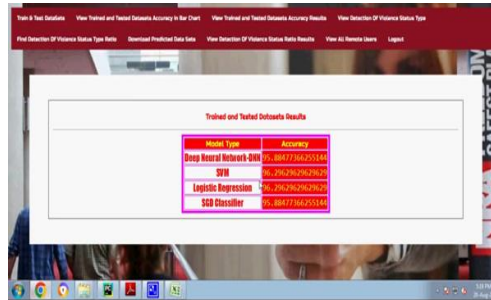 Train & Test DataSets View Trained and Tested Datasets Accuracy in Bar Chart View Trained and Tested Datasets Accuracy Results View Detection Of Violence Status Type
Find Detection Of Violence Status Type Ratio Download Predicted Data Sets View Detection Of Violence Status Ratio Results View All Remote Users Logout
Trained and Tested Datasets Results
Model Type Accuracy
Deep Neural Network-DNN 95.88477366255144
SVM 96.29629629629629
Logistic Regression 96.29629629629629
SGD Classifier 95.88477366255144